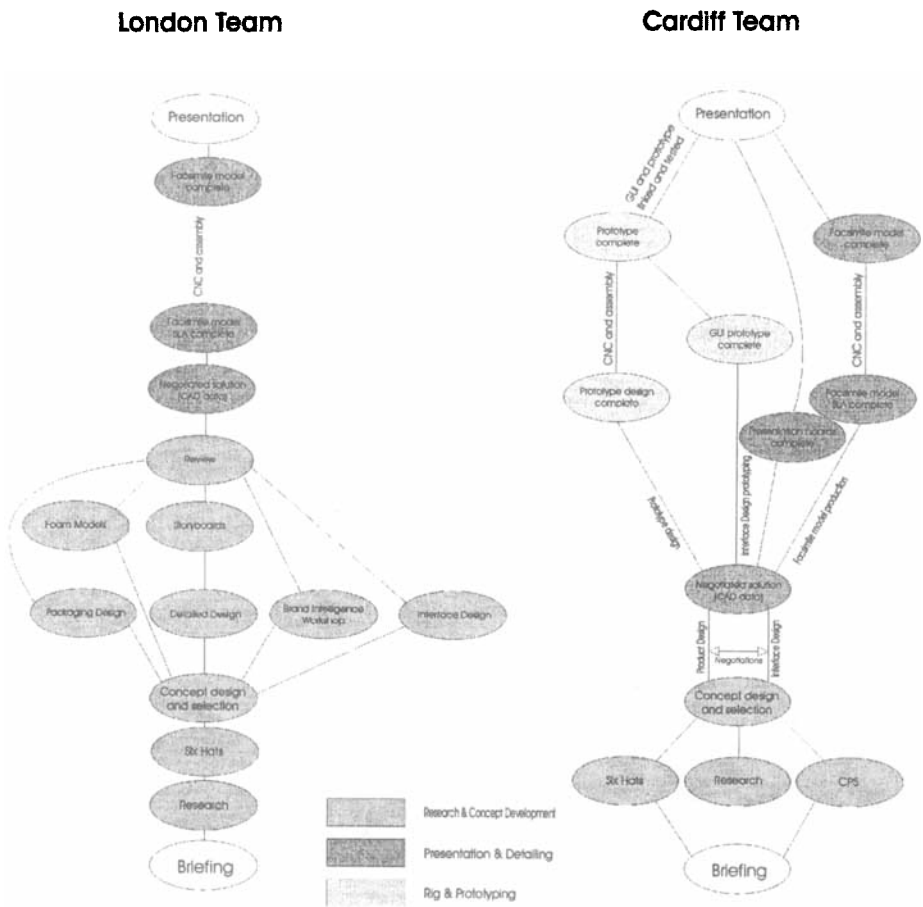 London Team
Presentation
Facsimile model
complete
CNC and assembly
Facsimile model
SLA complete
Negotiated solution
[CAD data]
Review
Foam Models
Storyboards
Packaging Design
Detailed Design
Brand Intelligence
Workshop
Interface Design
Concept design
and selection
Six Hats
Research
Briefing
Cardiff Team
Presentation
GUI and prototype
linked and tested
Prototype
complete
Facsimile model
complete
CNC and assembly
GUI prototype
complete
CNC and assembly
Prototype design
complete
Facsimile model
SLA complete
Presentation boards
complete
Prototype design
Interface Design prototyping
Facsimile model production
Negotiated solution
[CAD data]
Product Design
Negotiations
Interface Design
Concept design
and selection
Six Hats
Research
CPS
Briefing
Research & Concept Development
Presentation & Detailing
Rig & Prototyping